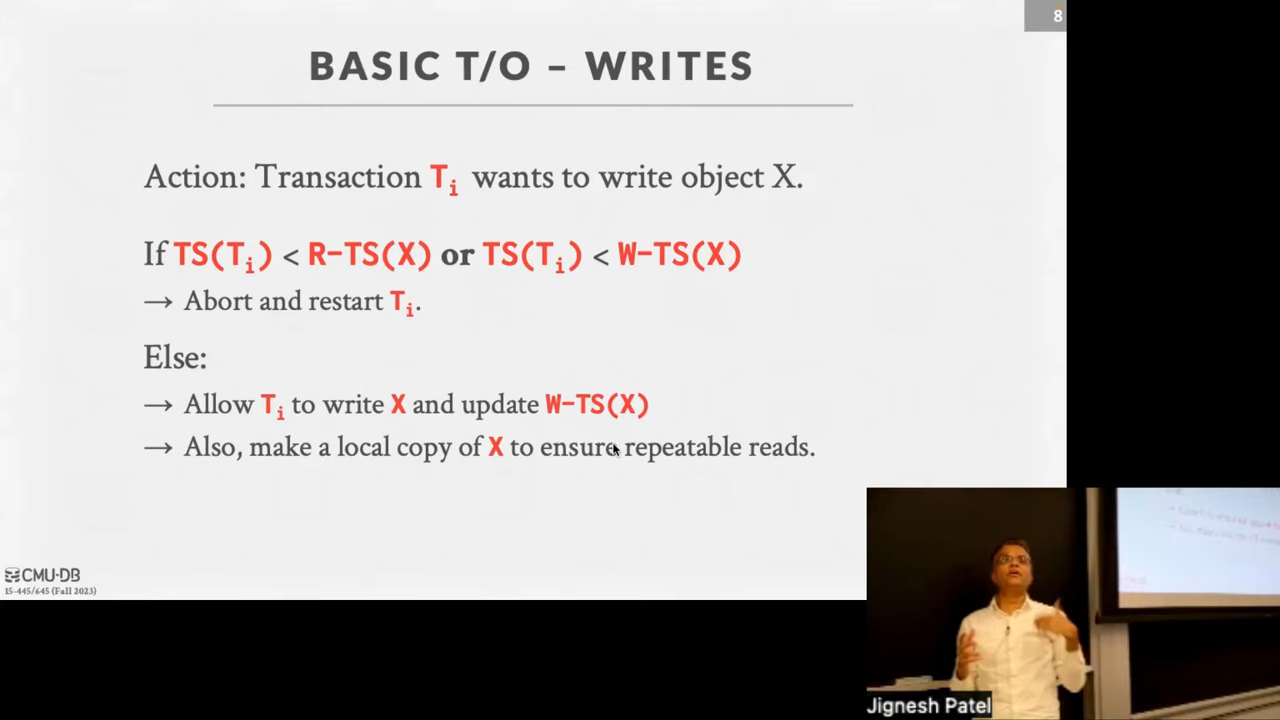 8
BASIC T/O – WRITES
Action: Transaction Ti wants to write object X.
If TS(Ti) < R-TS(X) or TS(Ti) < W-TS(X)
→ Abort and restart Ti.
Else:
→ Allow Ti to write X and update W-TS(X)
→ Also, make a local copy of X to ensure repeatable reads.
CMU·DB
15-445/645 (Fall 2023)
Jignesh Patel